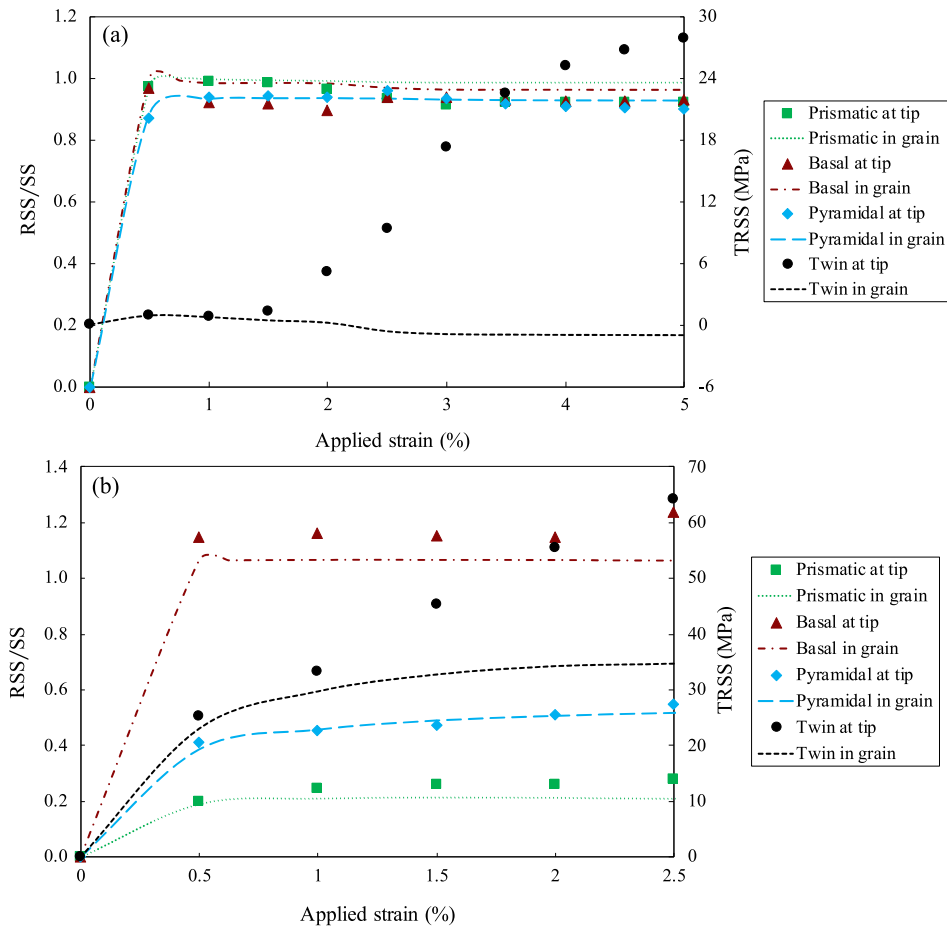 (a)
1.2
1.0
0.8
0.6
0.4
0.2
0.0
RSS/SS
30
24
18
12
6
0
-6
TRSS (MPa)
0
1
2
3
4
5
Applied strain (%)
Prismatic at tip
Prismatic in grain
Basal at tip
Basal in grain
Pyramidal at tip
Pyramidal in grain
Twin at tip
Twin in grain
(b)
1.4
1.2
1.0
0.8
0.6
0.4
0.2
0.0
RSS/SS
70
60
50
40
30
20
10
0
TRSS (MPa)
0
0.5
1
1.5
2
2.5
Applied strain (%)
Prismatic at tip
Prismatic in grain
Basal at tip
Basal in grain
Pyramidal at tip
Pyramidal in grain
Twin at tip
Twin in grain